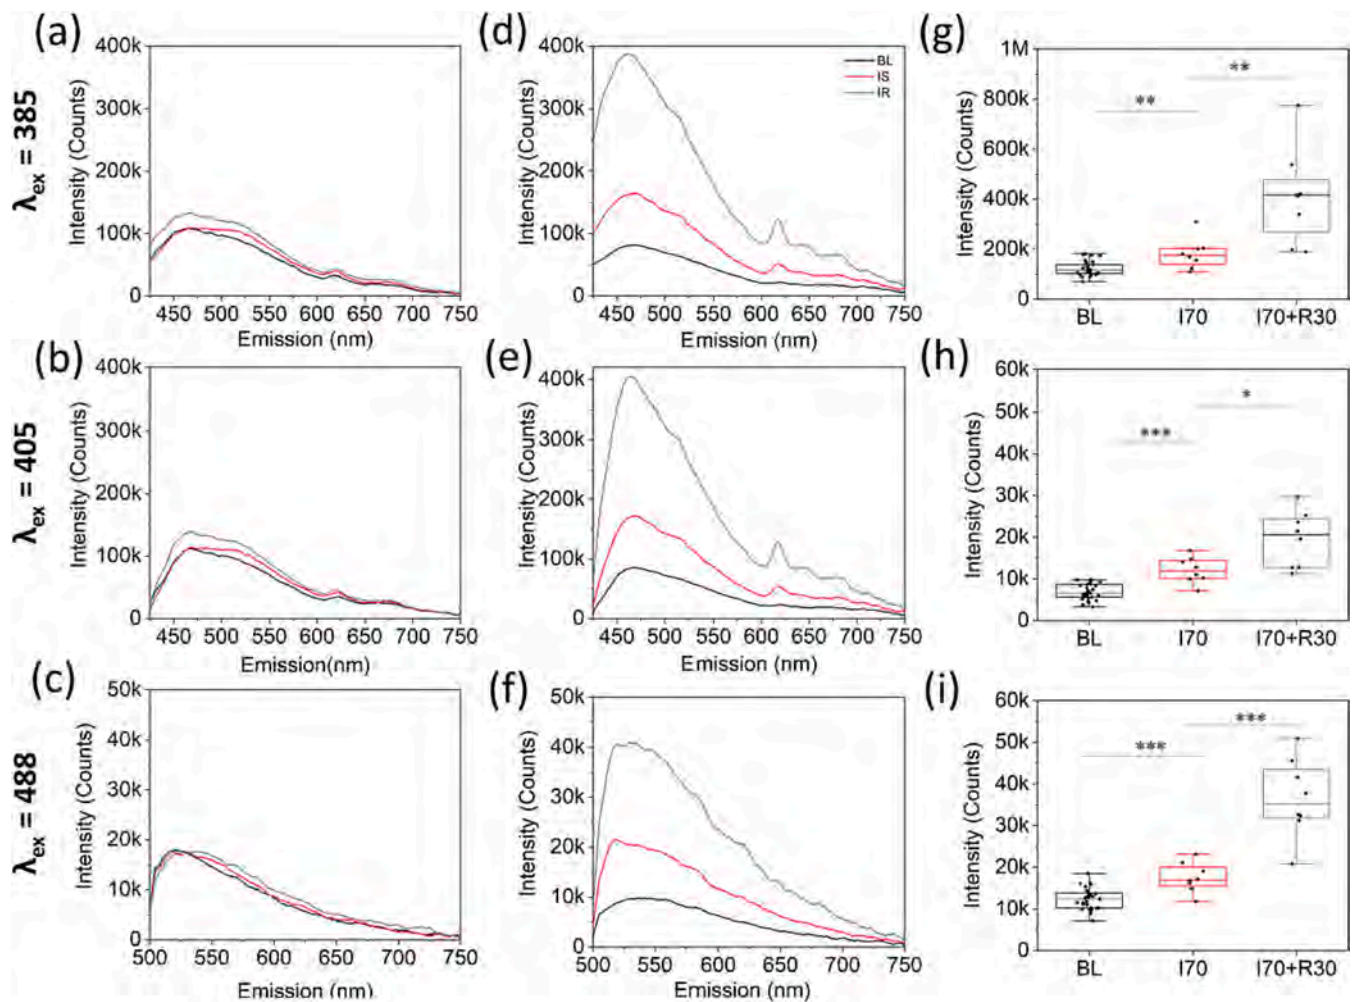 (a)
400k
300k
200k
100k
0
450 500 550 600 650 700 750
Intensity (Counts)
Emission (nm)
λex = 385
(d)
400k
300k
200k
100k
0
450 500 550 600 650 700 750
Intensity (Counts)
Emission (nm)
BL
IS
IR
(g)
1M
800k
600k
400k
200k
0
Intensity (Counts)
**
**
BL I70 I70+R30
(b)
400k
300k
200k
100k
0
450 500 550 600 650 700 750
Intensity (Counts)
Emission(nm)
λex = 405
(e)
400k
300k
200k
100k
0
450 500 550 600 650 700 750
Intensity (Counts)
Emission (nm)
(h)
60k
50k
40k
30k
20k
10k
0
Intensity (Counts)
*
***
BL I70 I70+R30
(c)
50k
40k
30k
20k
10k
0
500 550 600 650 700 750
Intensity (Counts)
Emission (nm)
λex = 488
(f)
50k
40k
30k
20k
10k
0
500 550 600 650 700 750
Intensity (Counts)
Emission (nm)
(i)
60k
50k
40k
30k
20k
10k
0
Intensity (Counts)
***
***
BL I70 I70+R30